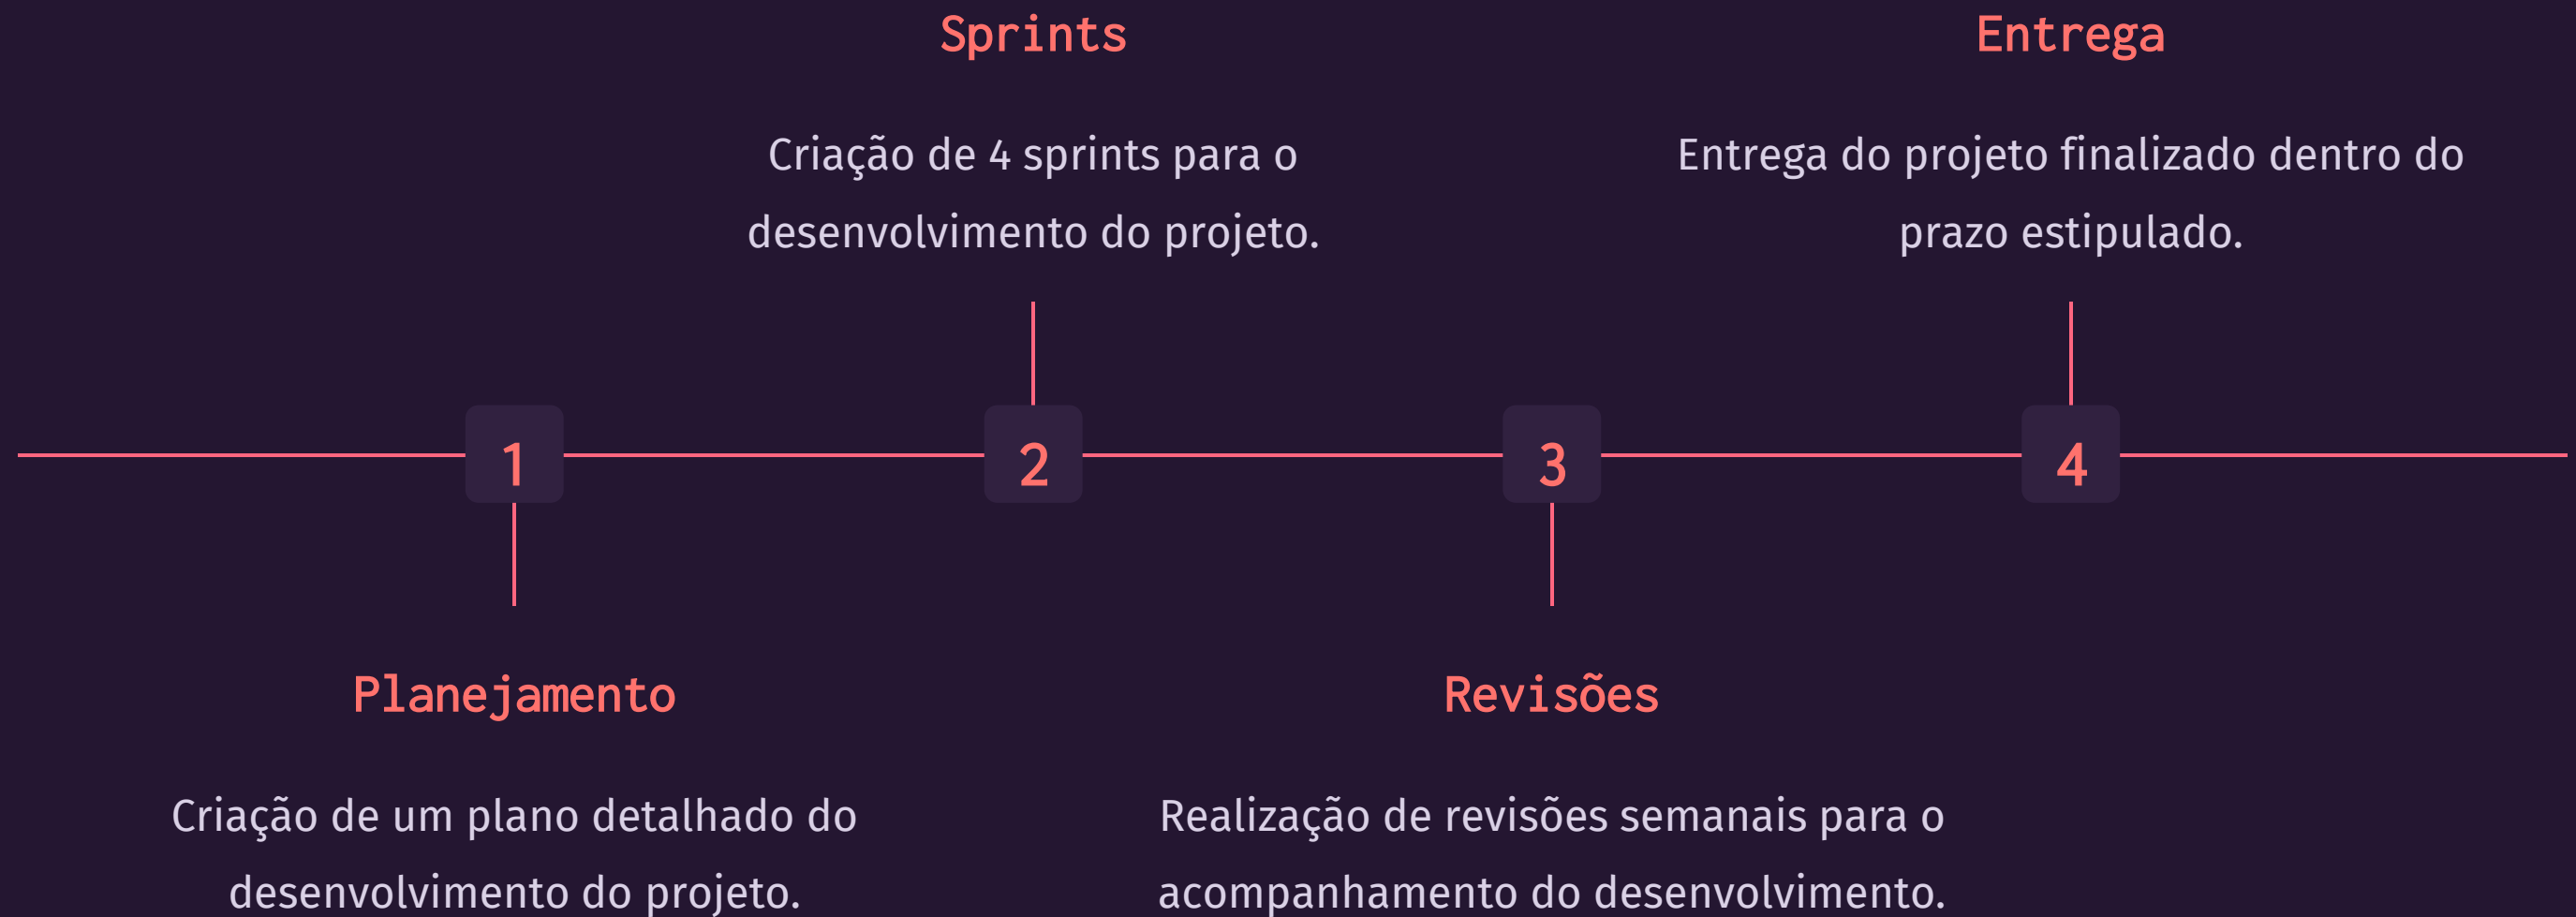 Sprints
Criação de 4 sprints para o
desenvolvimento do projeto.
Entrega
Entrega do projeto finalizado dentro do
prazo estipulado.
1
2
3
4
Planejamento
Criação de um plano detalhado do
desenvolvimento do projeto.
Revisões
Realização de revisões semanais para o
acompanhamento do desenvolvimento.